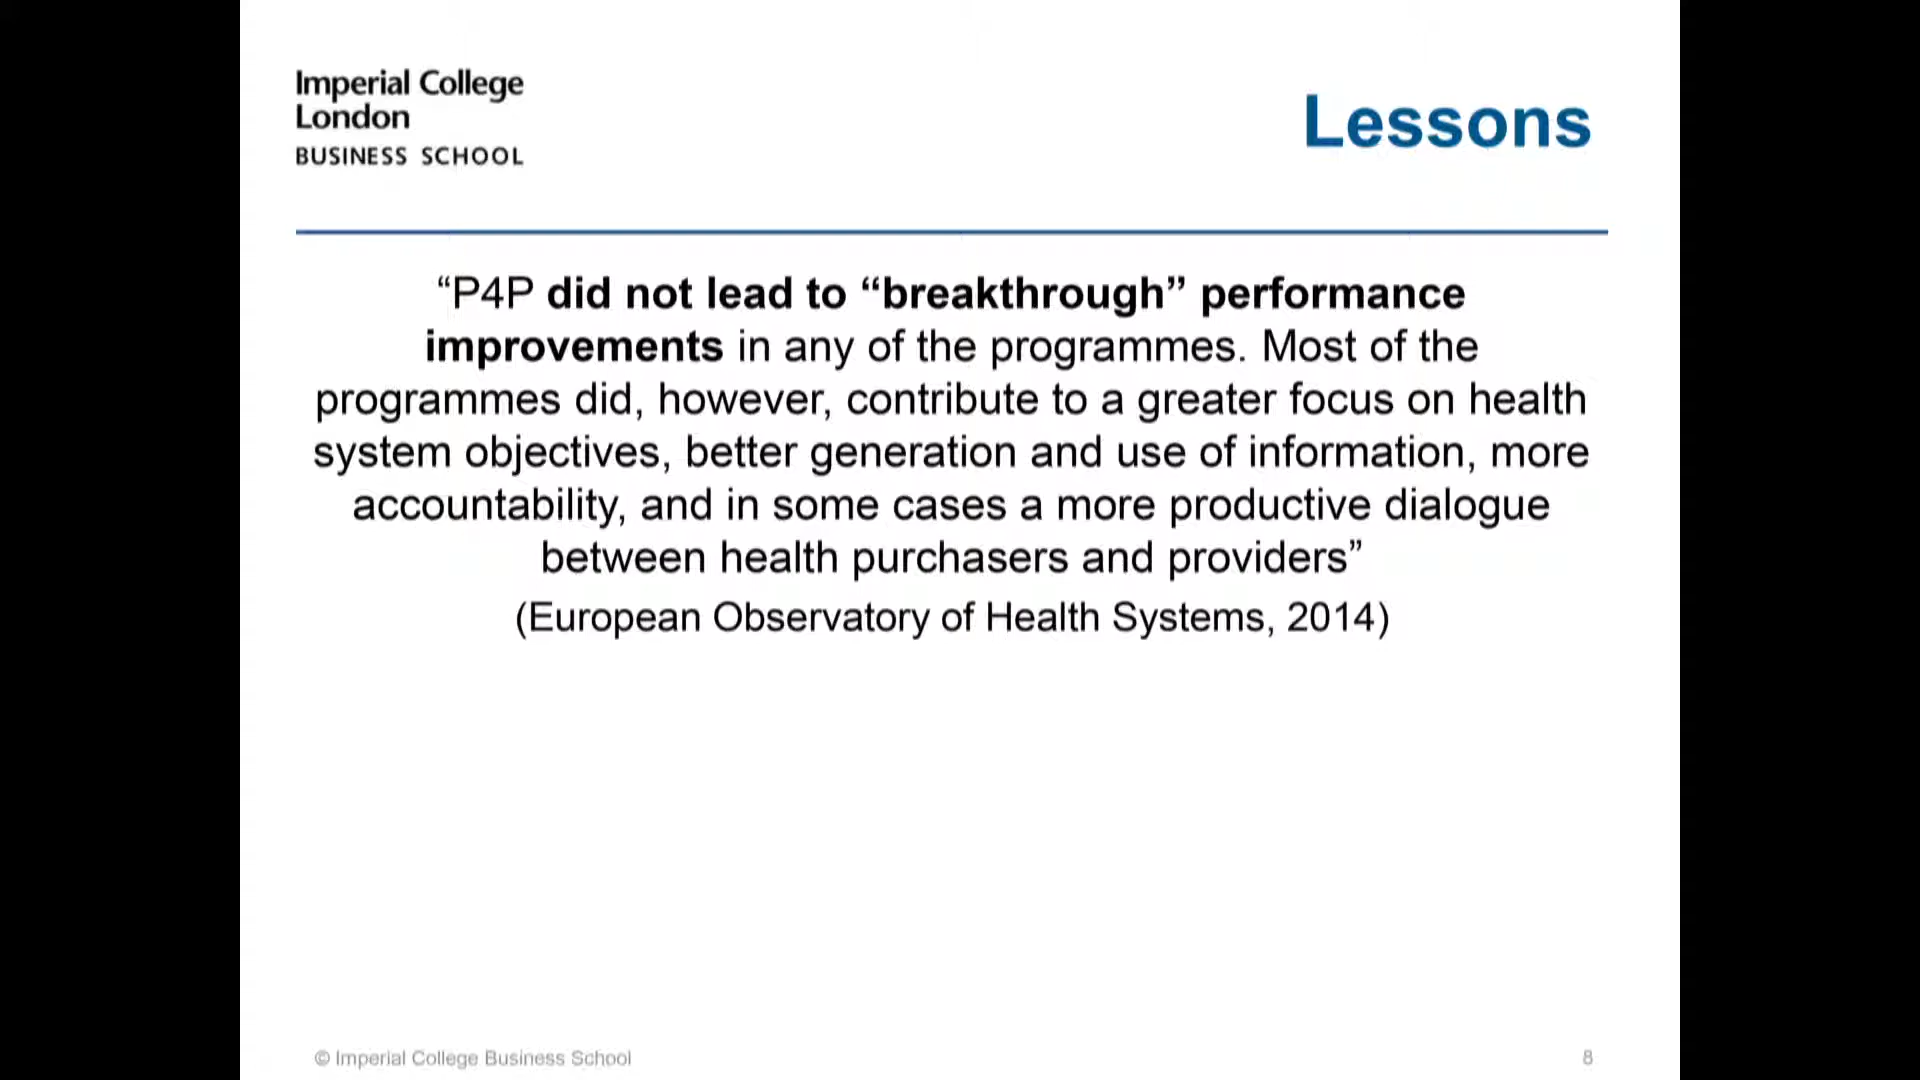 Imperial College
London
BUSINESS SCHOOL
Lessons
“P4P did not lead to “breakthrough” performance
improvements in any of the programmes. Most of the
programmes did, however, contribute to a greater focus on health
system objectives, better generation and use of information, more
accountability, and in some cases a more productive dialogue
between health purchasers and providers”
(European Observatory of Health Systems, 2014)
© Imperial College Business School
8